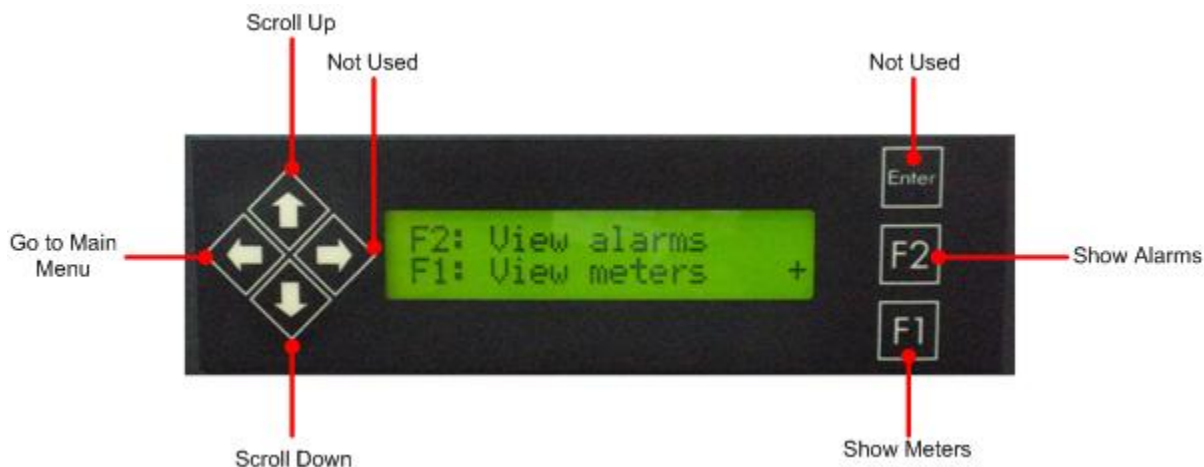 Scroll Up
Not Used
Not Used
Enter
F2: View alarms
F1: View meters +
Go to Main
Menu
F2
Show Alarms
F1
Scroll Down
Show Meters